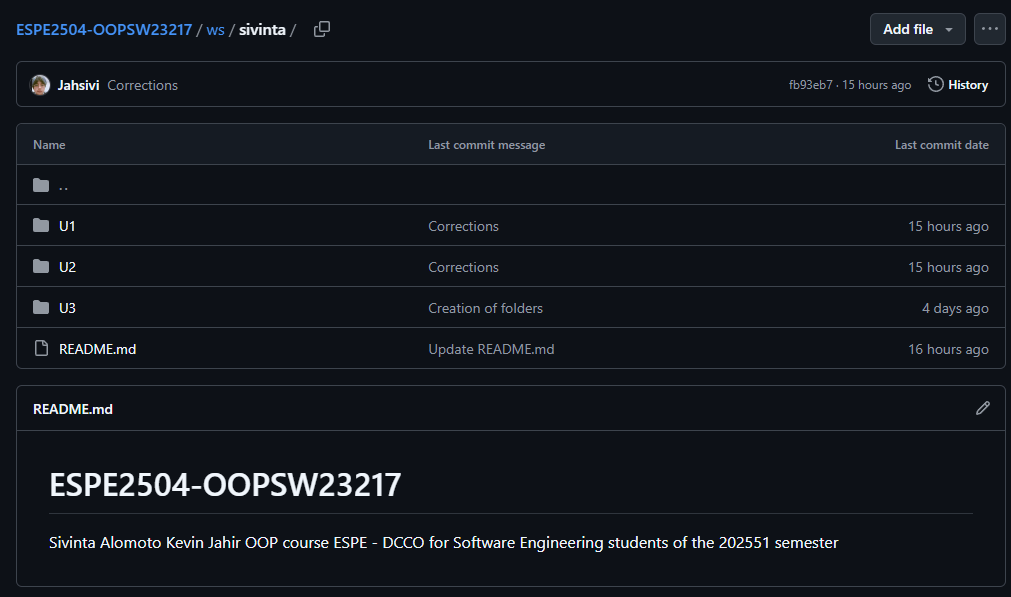 ESPE2504-OOPSW23217 / ws / sivinta /
Add file
Jahsivi Corrections
fb93eb7 · 15 hours ago
History
Name Last commit message Last commit date
..
U1 Corrections 15 hours ago
U2 Corrections 15 hours ago
U3 Creation of folders 4 days ago
README.md Update README.md 16 hours ago
README.md
ESPE2504-OOPSW23217
Sivinta Alomoto Kevin Jahir OOP course ESPE - DCCO for Software Engineering students of the 202551 semester